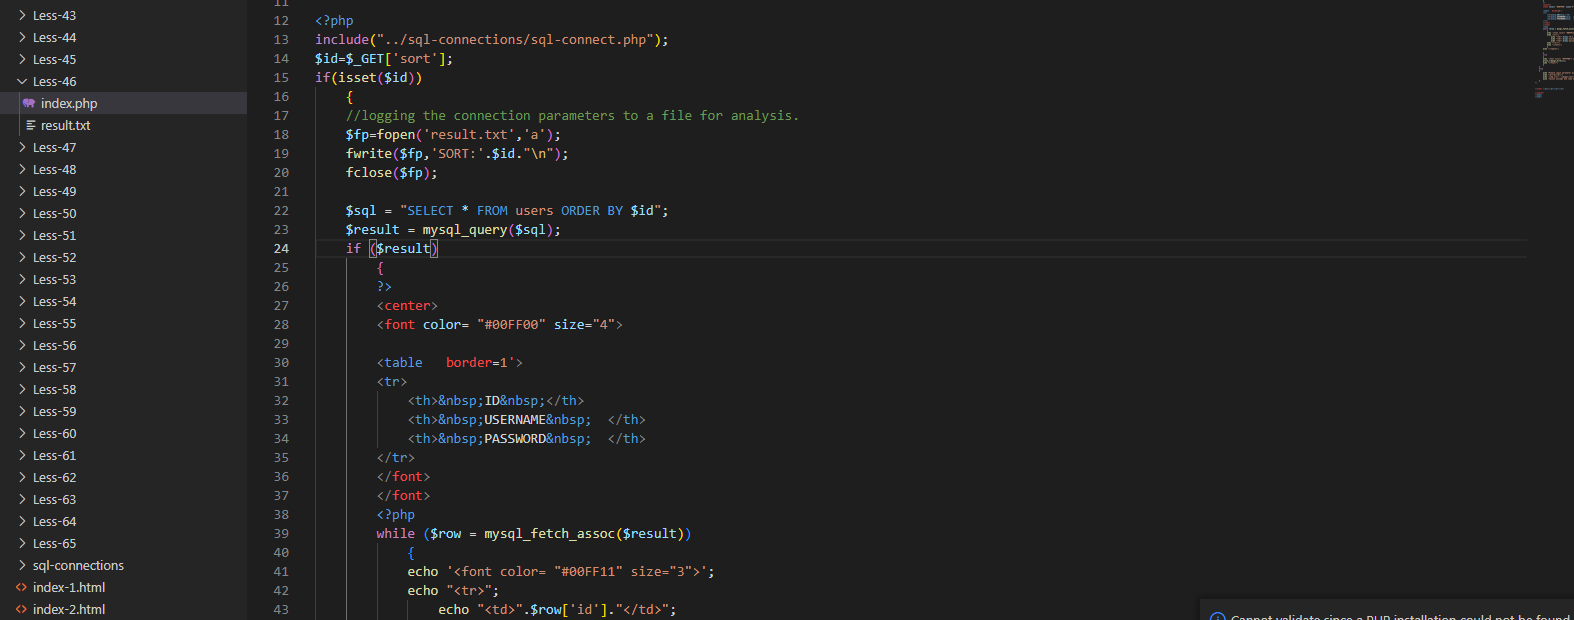 Less-43
Less-44
Less-45
Less-46
index.php
result.txt
Less-47
Less-48
Less-49
Less-50
Less-51
Less-52
Less-53
Less-54
Less-55
Less-56
Less-57
Less-58
Less-59
Less-60
Less-61
Less-62
Less-63
Less-64
Less-65
sql-connections
index-1.html
index-2.html
11
12 <?php
13 include("../sql-connections/sql-connect.php");
14 $id=$_GET['sort'];
15 if(isset($id))
16 {
17 //logging the connection parameters to a file for analysis.
18 $fp=fopen('result.txt','a');
19 fwrite($fp,'SORT:'.$id."\n");
20 fclose($fp);
21
22 $sql = "SELECT * FROM users ORDER BY $id";
23 $result = mysql_query($sql);
24 if ($result)
25 {
26 ?>
27 <center>
28 <font color= "#00FF00" size="4">
29
30 <table   border=1'>
31 <tr>
32 <th>&nbsp;ID&nbsp;</th>
33 <th>&nbsp;USERNAME&nbsp;  </th>
34 <th>&nbsp;PASSWORD&nbsp;  </th>
35 </tr>
36 </font>
37 </font>
38 <?php
39 while ($row = mysql_fetch_assoc($result))
40 {
41 echo '<font color= "#00FF11" size="3">';
42 echo "<tr>";
43 echo "<td>".$row['id']."</td>";
Cannot validate since a PHP installation could not be found